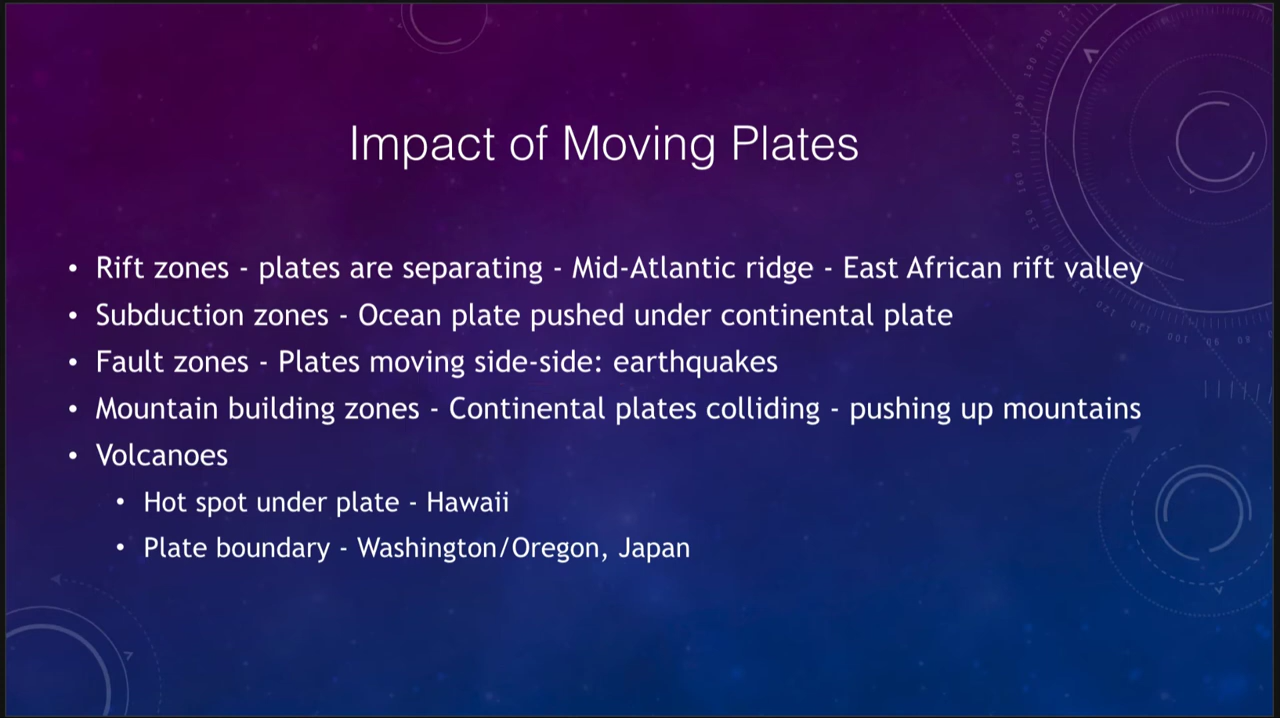 Impact of Moving Plates
• Rift zones - plates are separating - Mid-Atlantic ridge - East African rift valley
• Subduction zones - Ocean plate pushed under continental plate
• Fault zones - Plates moving side-side: earthquakes
• Mountain building zones - Continental plates colliding - pushing up mountains
• Volcanoes
• Hot spot under plate - Hawaii
• Plate boundary - Washington/Oregon, Japan